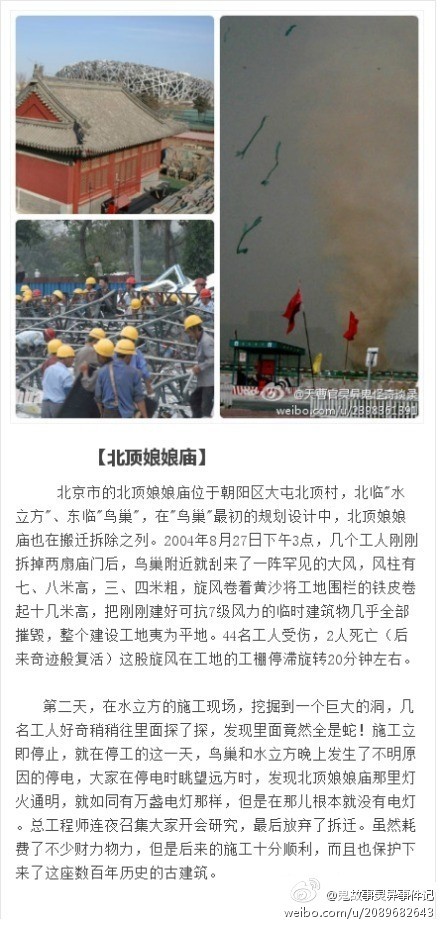 天曹官灵异鬼怪奇谈录
weibo.com/u/2398361391
【北顶娘娘庙】
北京市的北顶娘娘庙位于朝阳区大屯北顶村，北临"水
立方"、东临"鸟巢"，在"鸟巢"最初的规划设计中，北顶娘娘
庙也在搬迁拆除之列。2004年8月27日下午3点，几个工人刚刚
拆掉两扇庙门后，鸟巢附近就刮来了一阵罕见的大风，风柱有
七、八米高，三、四米粗，旋风卷着黄沙将工地围栏的铁皮卷
起十几米高，把刚刚建好可抗7级风力的临时建筑物几乎全部
摧毁，整个建设工地夷为平地。44名工人受伤，2人死亡（后
来奇迹般复活）这股旋风在工地的工棚停滞旋转20分钟左右。
第二天，在水立方的施工现场，挖掘到一个巨大的洞，几
名工人好奇稍稍往里面探了探，发现里面竟然全是蛇！施工立
即停止，就在停工的这一天，鸟巢和水立方晚上发生了不明原
因的停电，大家在停电时眺望远方时，发现北顶娘娘庙那里灯
火通明，就如同有万盏电灯那样，但是在那儿根本就没有电灯
。总工程师连夜召集大家开会研究，最后放弃了拆迁。虽然耗
费了不少财力物力，但是后来的施工十分顺利，而且也保护下
来了这座数百年历史的古建筑。
@鬼故事灵异事件记
weibo.com/u/2089682643